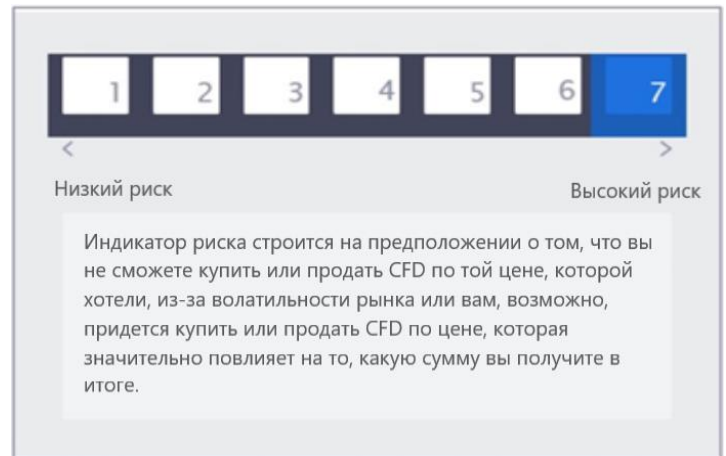 1 2 3 4 5 6 7
< >
Низкий риск Высокий риск
Индикатор риска строится на предположении о том, что вы
не сможете купить или продать CFD по той цене, которой
хотели, из-за волатильности рынка или вам, возможно,
придется купить или продать CFD по цене, которая
значительно повлияет на то, какую сумму вы получите в
итоге.